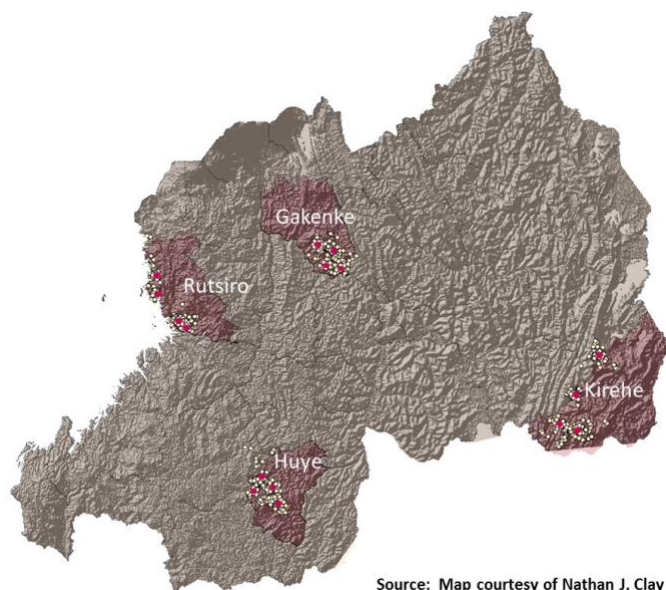 Gakenke
Rutsiro
Kirehe
Huye
Source: Map courtesy of Nathan J. Clay